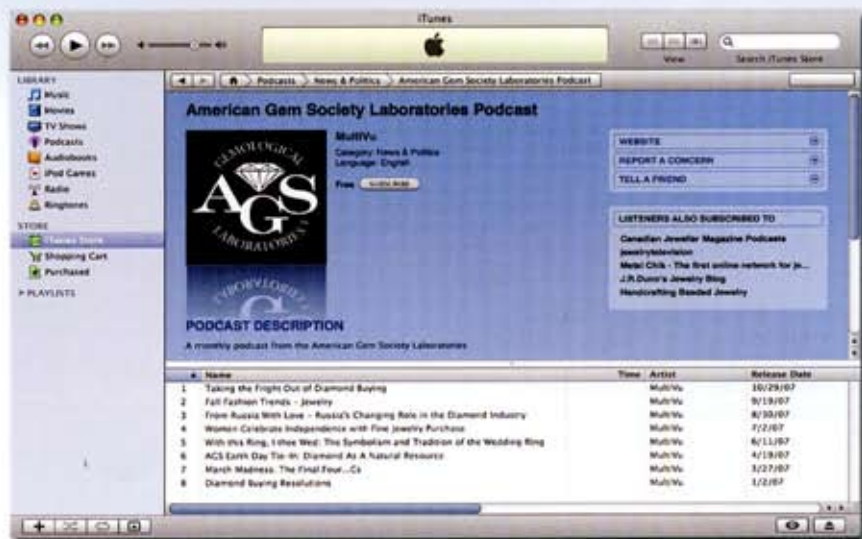 iTunes
View
Search iTunes Store
LIBRARY
Music
Movies
TV Shows
Podcasts
Audiobooks
iPod Games
Radio
Ringtones
STORE
iTunes Store
Shopping Cart
Purchased
PLAYLISTS
Podcasts News & Politics American Gem Society Laboratories Podcast
American Gem Society Laboratories Podcast
GEMOLOGICAL
AGS
LABORATORIES
MultiVu
Category: News & Politics
Language: English
Free SUBSCRIBE
WEBSITE
REPORT A CONCERN
TELL A FRIEND
LISTENERS ALSO SUBSCRIBED TO
Canadian Jeweller Magazine Podcasts
jewelrytelevision
Metal Chik - The first online network for je...
J.R.Dunn's Jewelry Blog
Handcrafting Beaded Jewelry
PODCAST DESCRIPTION
A monthly podcast from the American Gem Society Laboratories
Name Time Artist Release Date
1 Taking the Fright Out of Diamond Buying MultiVu 10/29/07
2 Fall Fashion Trends - Jewelry MultiVu 9/19/07
3 From Russia With Love - Russia's Changing Role in the Diamond Industry MultiVu 8/30/07
4 Women Celebrate Independence with Fine Jewelry Purchase MultiVu 7/2/07
5 With this Ring, I thee Wed: The Symbolism and Tradition of the Wedding Ring MultiVu 6/11/07
6 AGS Earth Day Tie-In: Diamond As A Natural Resource MultiVu 4/19/07
7 March Madness: The Final Four...Cs MultiVu 3/27/07
8 Diamond Buying Resolutions MultiVu 1/2/07